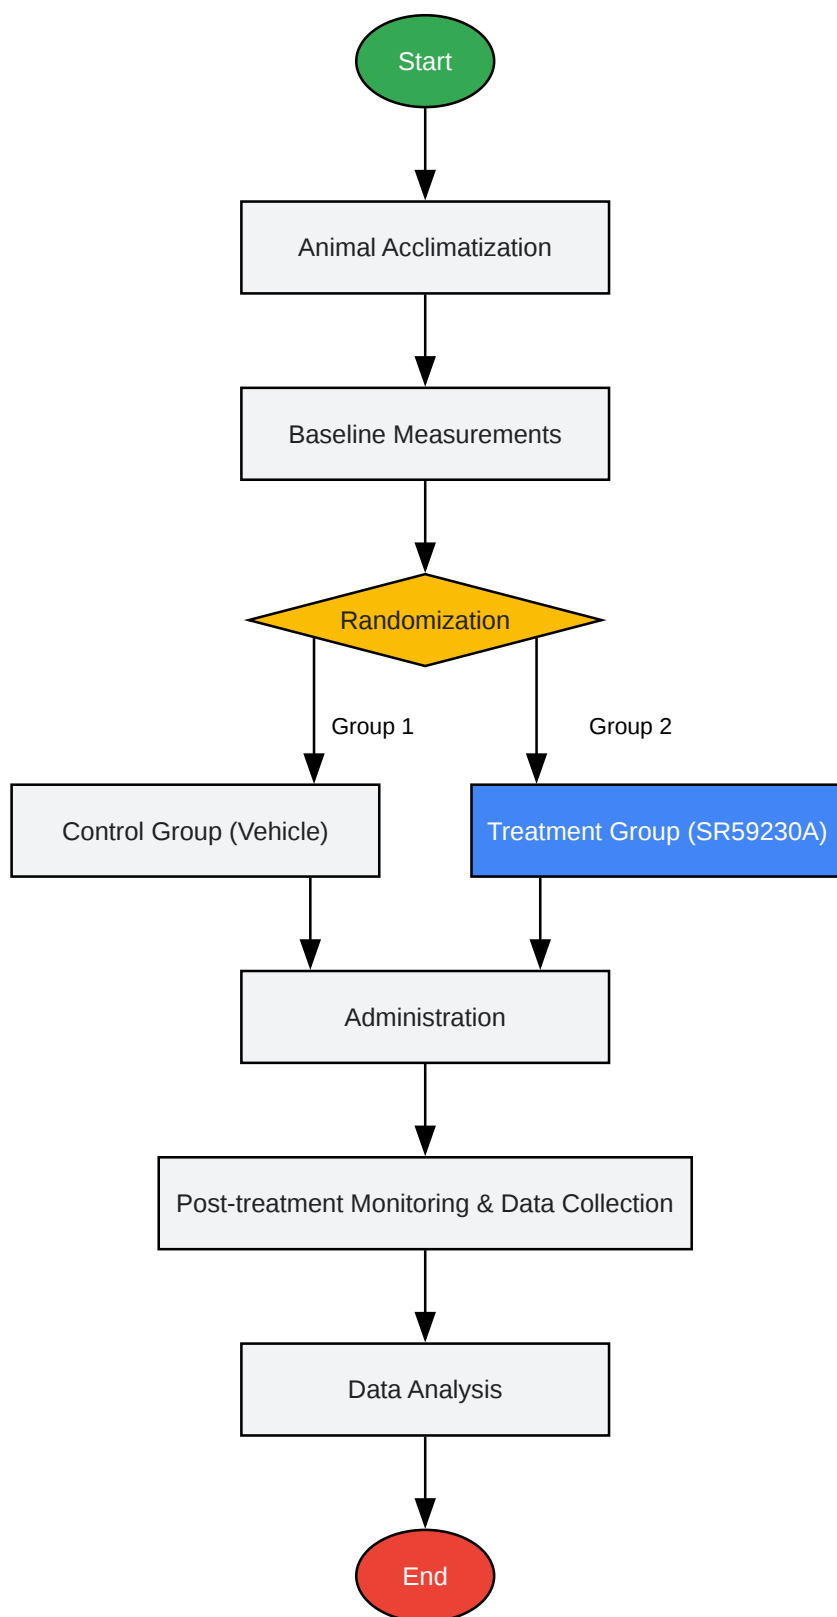 Start
Animal Acclimatization
Baseline Measurements
Randomization
Group 1
Group 2
Control Group (Vehicle)
Treatment Group (SR59230A)
Administration
Post-treatment Monitoring & Data Collection
Data Analysis
End